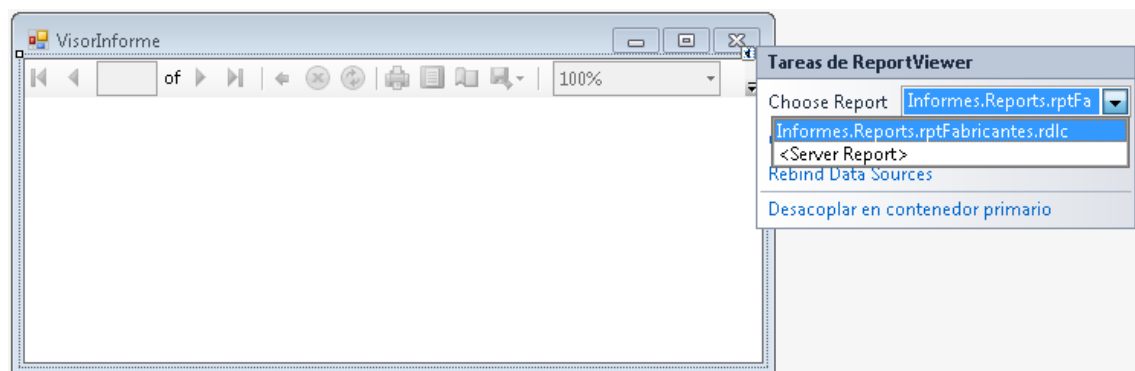 VisorInforme
of
100%
Tareas de ReportViewer
Choose Report
Informes.Reports.rptFa
Informes.Reports.rptFabricantes.rdlc
<Server Report>
Rebind Data Sources
Desacoplar en contenedor primario